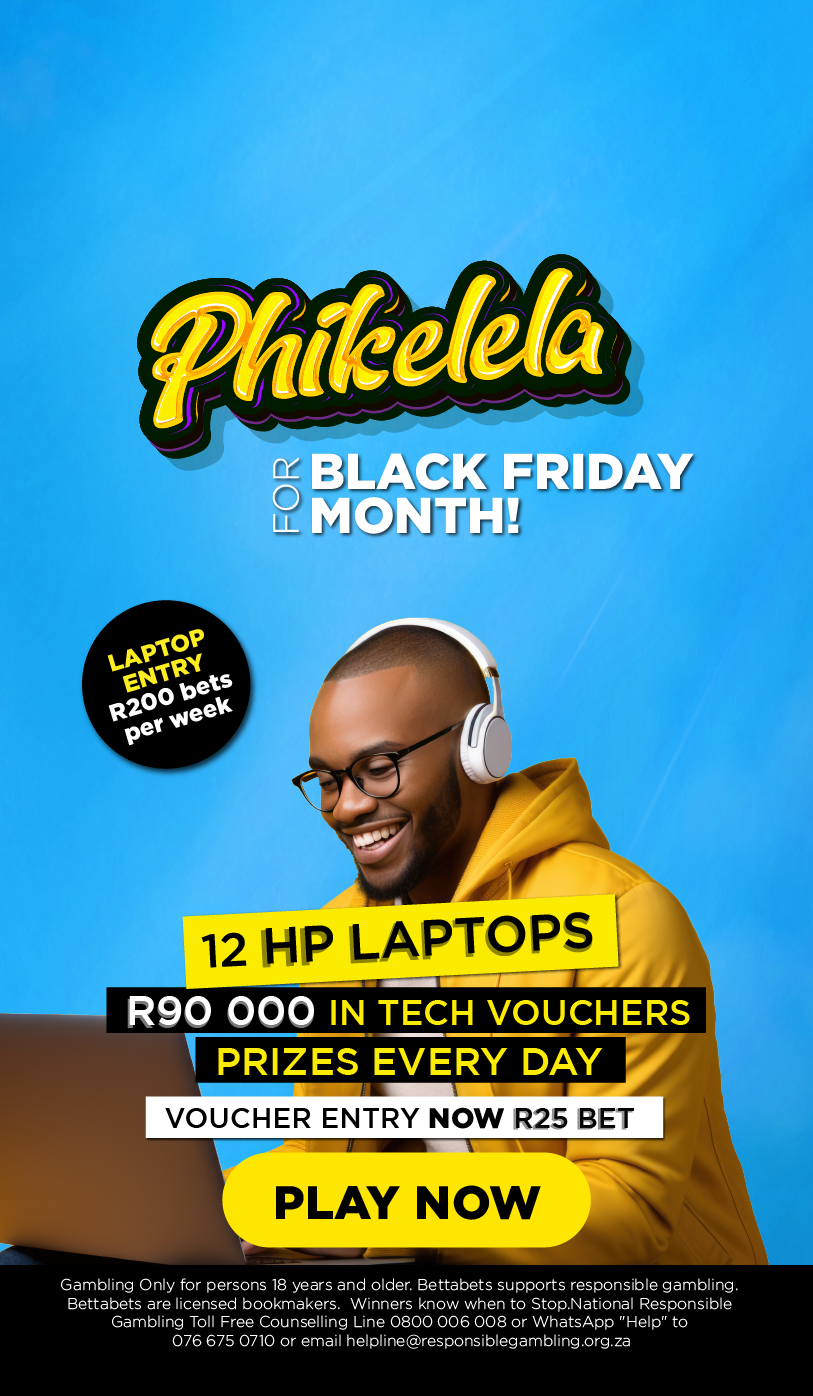 Phikelela
FOR
BLACK FRIDAY
MONTH!
LAPTOP
ENTRY
R200 bets
per week
12 HP LAPTOPS
R90 000 IN TECH VOUCHERS
PRIZES EVERY DAY
VOUCHER ENTRY NOW R25 BET
PLAY NOW
Gambling Only for persons 18 years and older. Bettabets supports responsible gambling.
Bettabets are licensed bookmakers.  Winners know when to Stop.National Responsible
Gambling Toll Free Counselling Line 0800 006 008 or WhatsApp "Help" to
076 675 0710 or email helpline@responsiblegambling.org.za